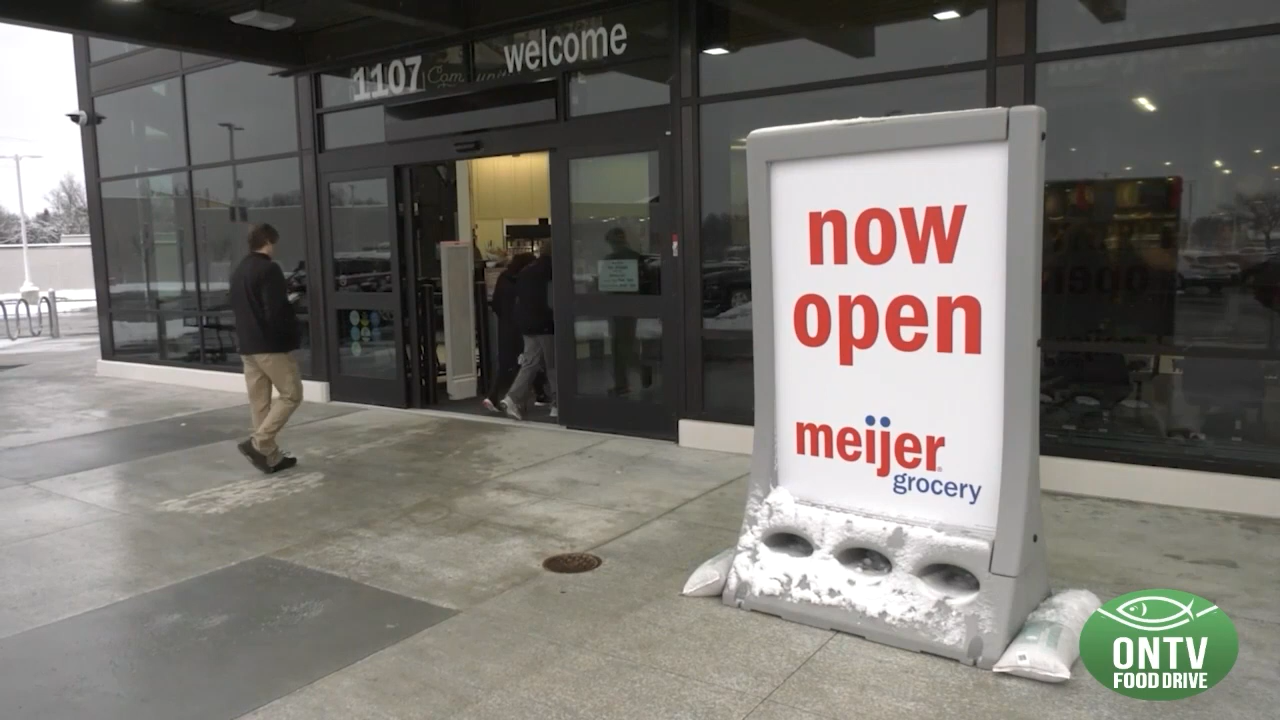 welcome
1107
now
open
meijer
grocery
ONTV
FOOD DRIVE